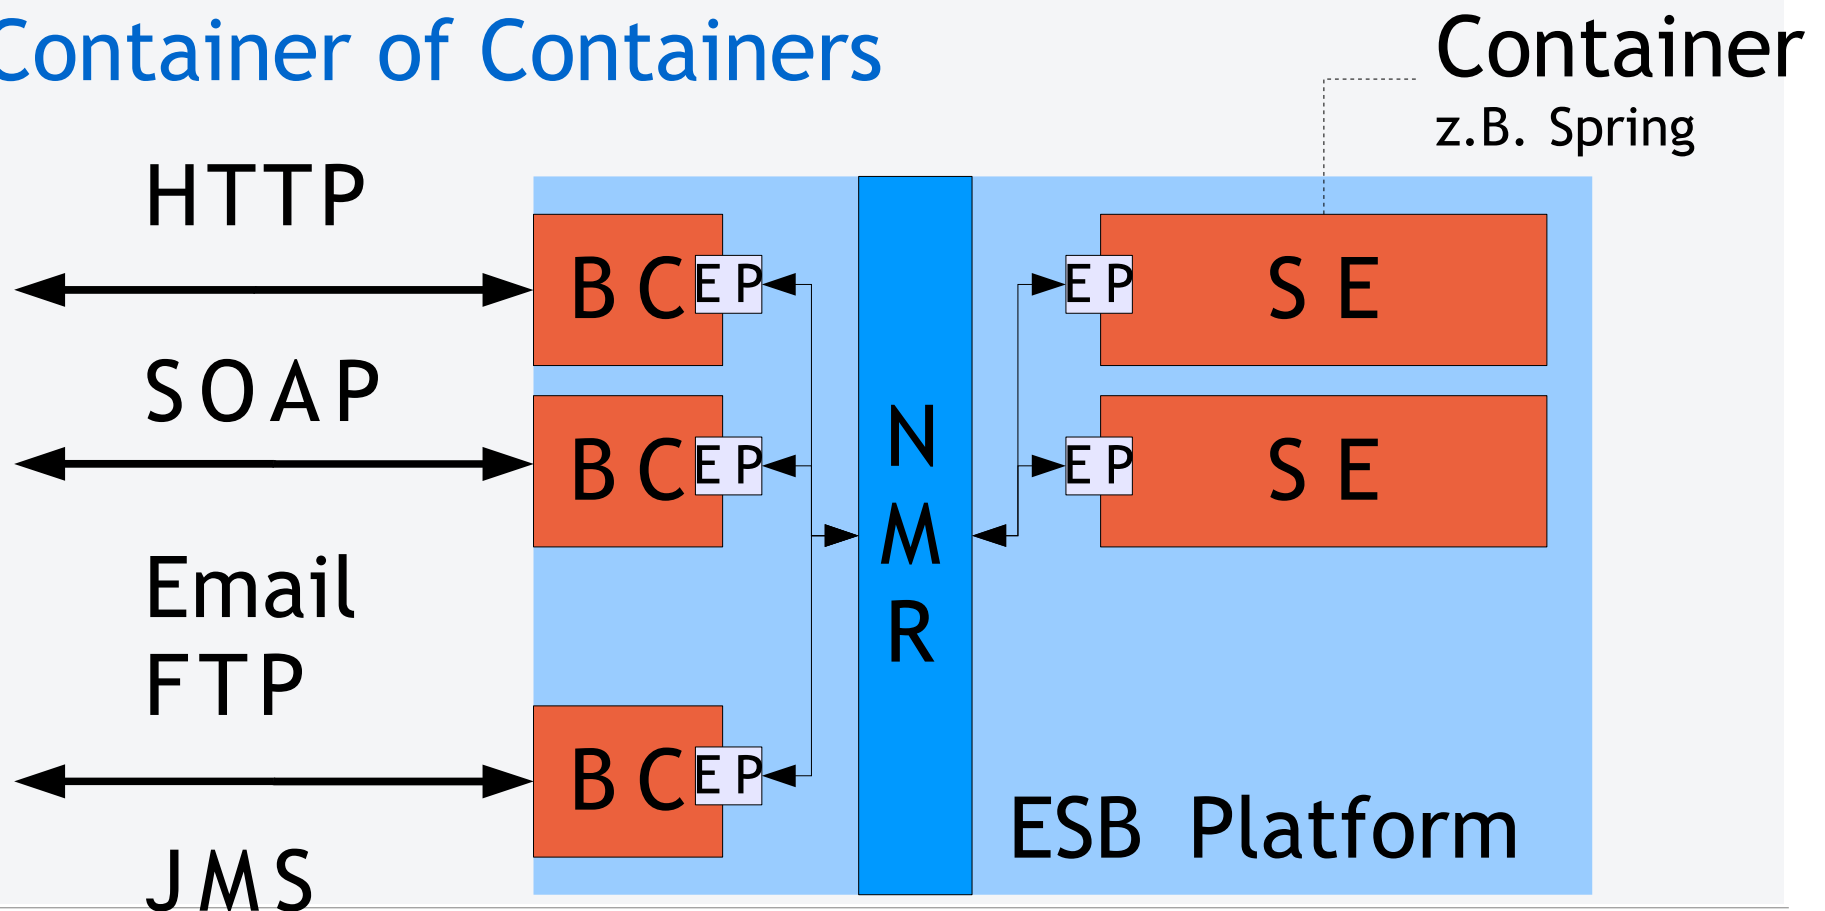 Container of Containers
Container
z.B. Spring
HTTP
SOAP
Email
FTP
JMS
BC
EP
BC
EP
BC
EP
N
M
R
EP
SE
EP
SE
ESB Platform